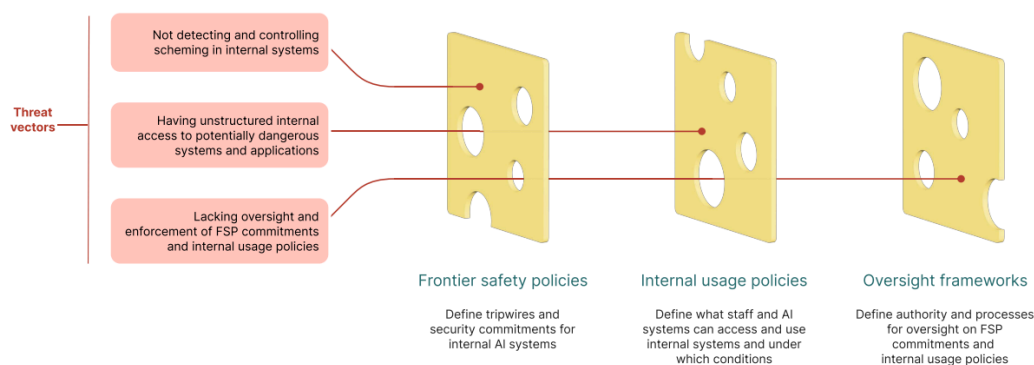 Threat
vectors
Not detecting and controlling
scheming in internal systems
Having unstructured internal
access to potentially dangerous
systems and applications
Lacking oversight and
enforcement of FSP commitments
and internal usage policies
Frontier safety policies
Define tripwires and
security commitments for
internal AI systems
Internal usage policies
Define what staff and AI
systems can access and use
internal systems and under
which conditions
Oversight frameworks
Define authority and processes
for oversight on FSP
commitments and
internal usage policies